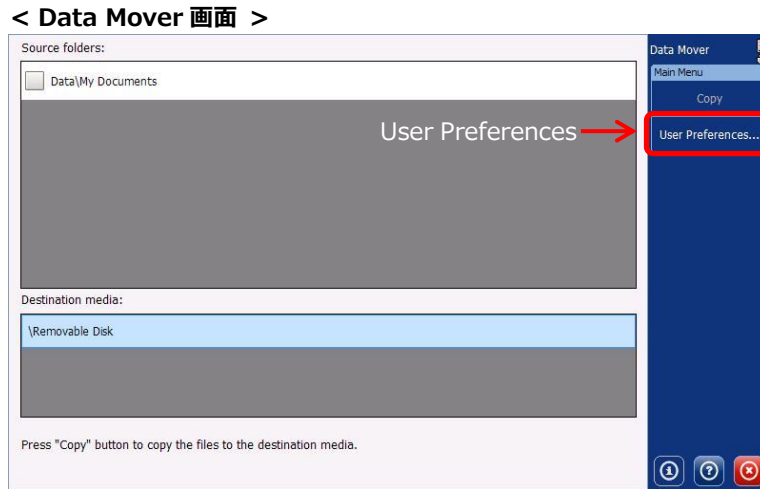 < Data Mover 画面 >
Source folders:
Data\My Documents
User Preferences
Destination media:
\Removable Disk
Press "Copy" button to copy the files to the destination media.
Data Mover
Main Menu
Copy
User Preferences...